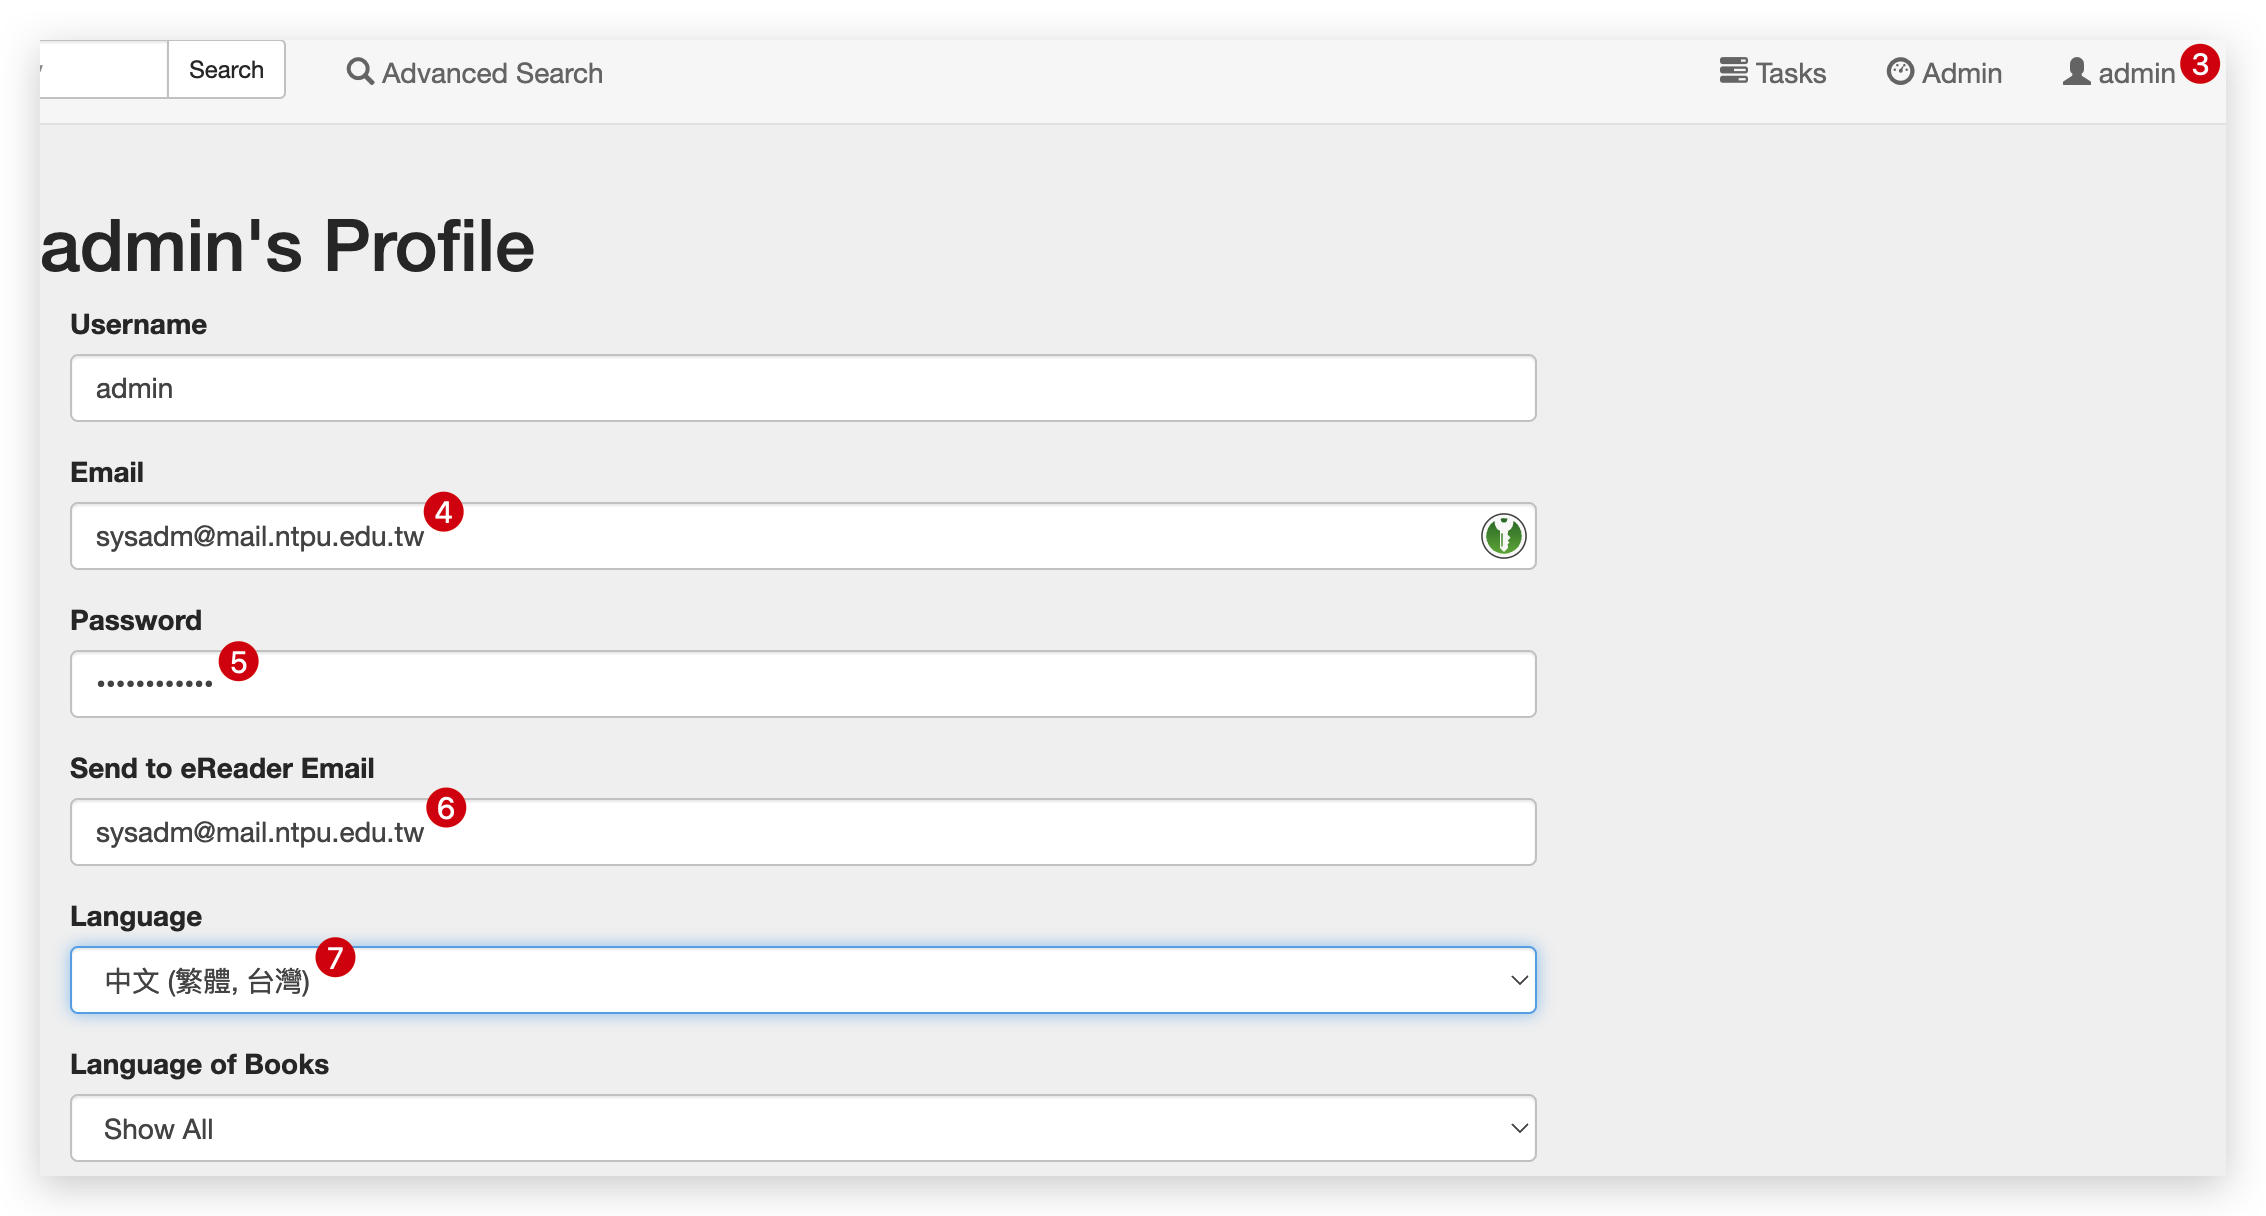 Search Advanced Search Tasks Admin admin 3
admin's Profile
Username
admin
Email
sysadm@mail.ntpu.edu.tw 4
Password
•••••••••••• 5
Send to eReader Email
sysadm@mail.ntpu.edu.tw 6
Language
中文 (繁體, 台灣) 7
Language of Books
Show All